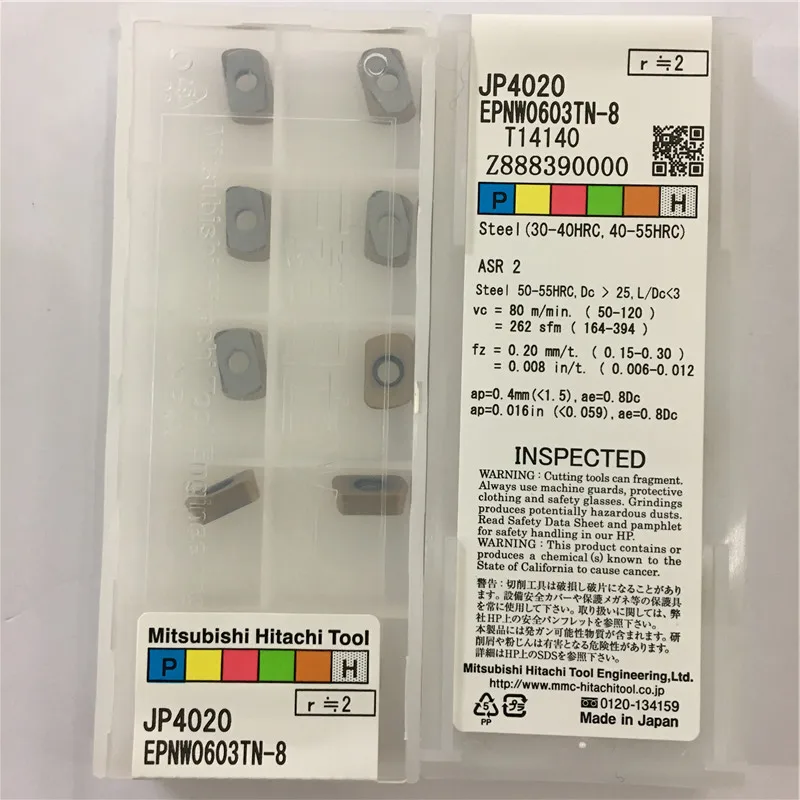 Mitsubishi Hitachi Tool
P H
r≒2
JP4020
EPNW0603TN-8
r≒2
JP4020
EPNW0603TN-8
T14140
Z888390000
P H
Steel(30-40HRC, 40-55HRC)
ASR 2
Steel 50-55HRC, Dc > 25, L/Dc<3
vc = 80 m/min. ( 50-120 )
= 262 sfm ( 164-394 )
fz = 0.20 mm/t. ( 0.15-0.30 )
= 0.008 in/t. ( 0.006-0.012
ap=0.4mm(<1.5), ae=0.8Dc
ap=0.016in (<0.059), ae=0.8Dc
INSPECTED
WARNING : Cutting tools can fragment.
Always use machine guards, protective
clothing and safety glasses. Grindings
produces potentially hazardous dusts.
Read Safety Data Sheet and pamphlet
for safety handling in our HP.
WARNING : This product contains or
produces a chemical(s) known to the
State of California to cause cancer.
警告：切削工具は破損し破片になることがあり
ます。設備安全カバーや保護メガネ等の保護具
を常に使用して下さい。取り扱いに関しては、弊
社HP上の安全パンフレットを参照下さい。
本製品には発ガン可能性物質が含まれます。研
削屑や粉じんは有害となる危険性があります。
詳細はHP上のSDSを参照下さい。
Mitsubishi Hitachi Tool Engineering,Ltd.
http://www.mmc-hitachitool.co.jp
0120-134159
5
PP
プラ
Made in Japan